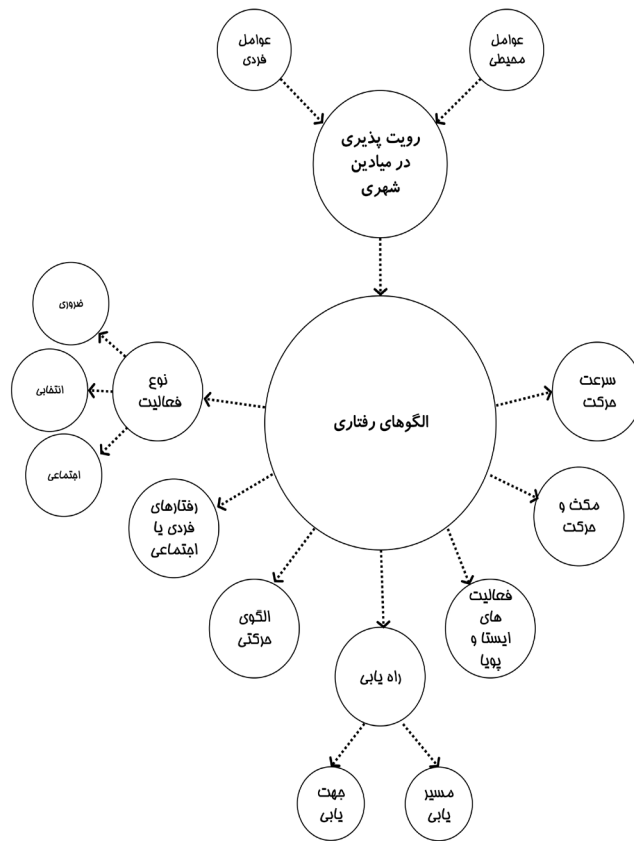 عوامل
فردی
عوامل
محیطی
رویت پذیری
در میادین
شهری
الگوهای رفتاری
ضروری
انتخابی
اجتماعی
نوع
فعالیت
رفتارهای
فردی یا
اجتماعی
الگوی
حرکتی
راه یابی
جهت
یابی
مسیر
یابی
فعالیت
های
ایستا و
پویا
مکث و
حرکت
سرعت
حرکت